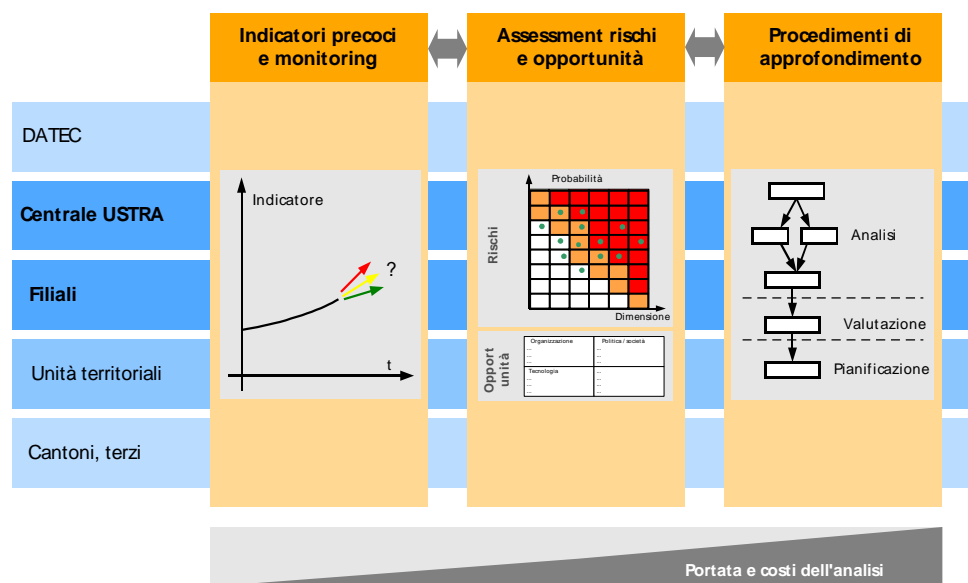 Indicatori precoci
e monitoring
Assessment rischi
e opportunità
Procedimenti di
approfondimento
DATEC
Centrale USTRA
Filiali
Unità territoriali
Cantoni, terzi
Indicatore
?
t
Probabilità
Rischi
Dimensione
Opport
unità
Organizzazione
...
...
Politica / società
...
...
Tecnologia
...
...
...
...
...
Analisi
Valutazione
Pianificazione
Portata e costi dell'analisi